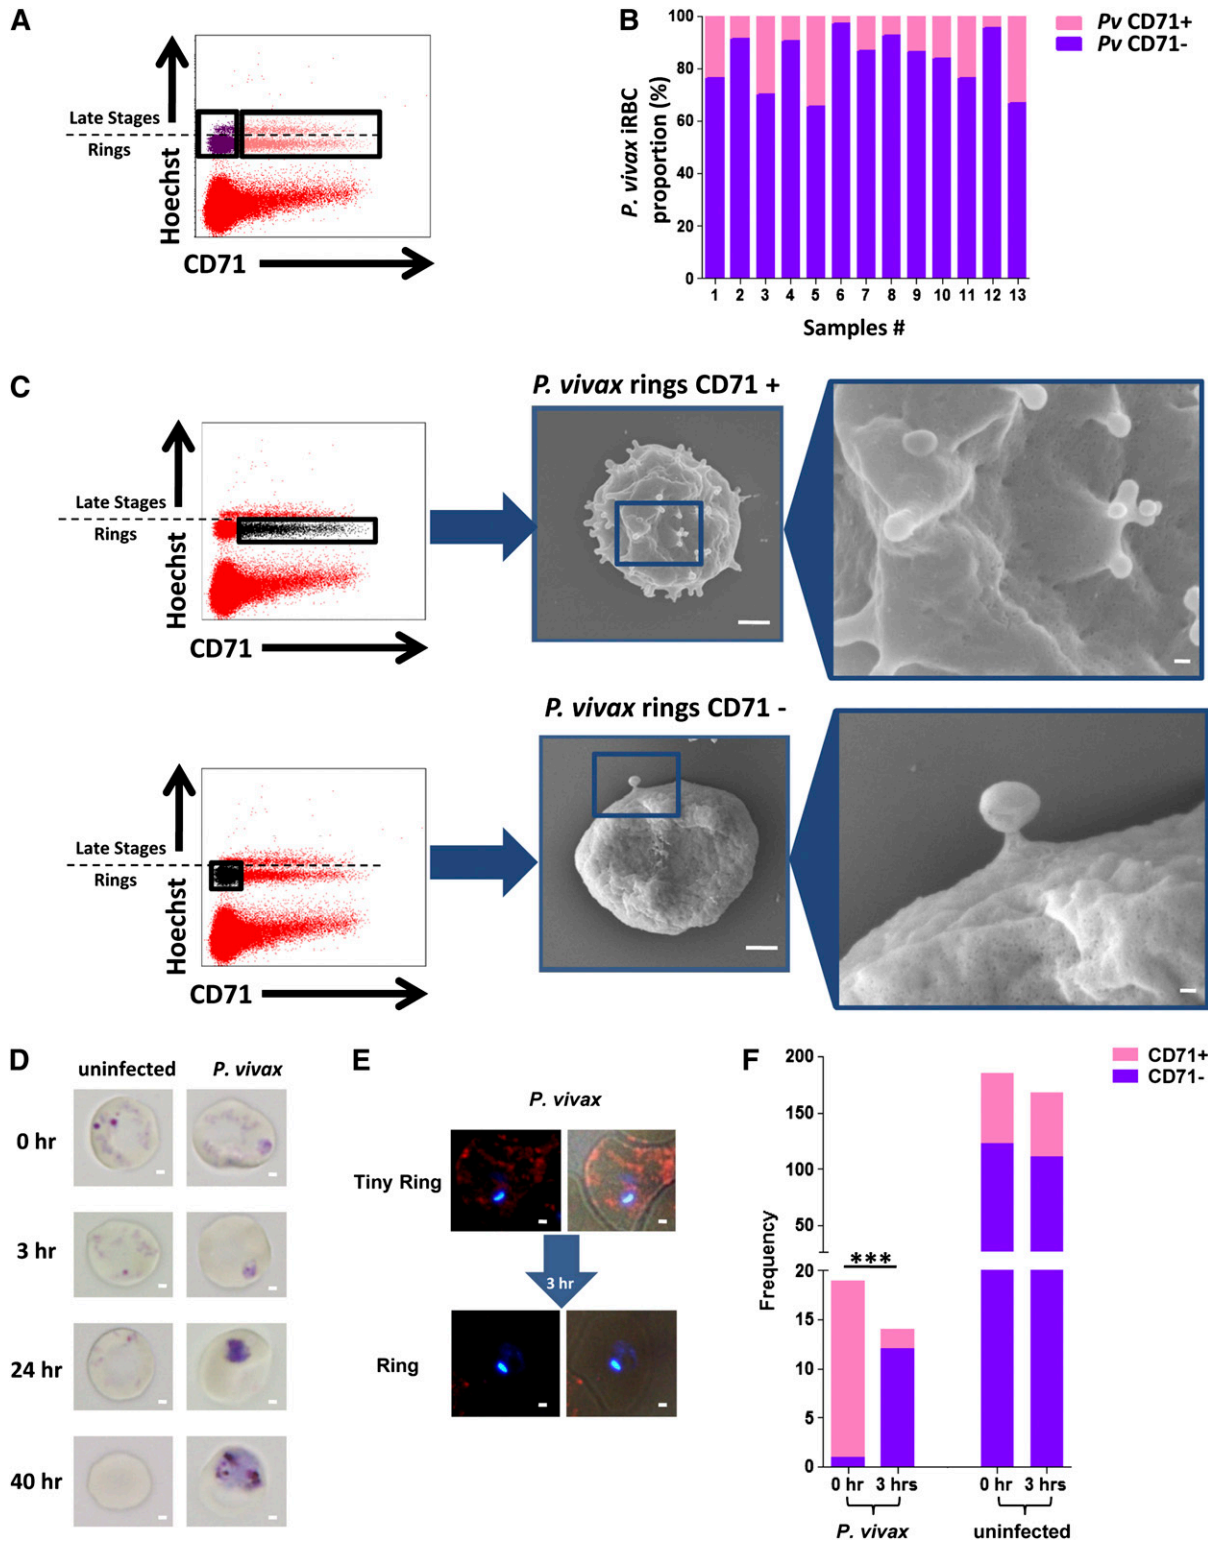 A
Late Stages
Rings
Hoechst
CD71
B
Pv CD71+
Pv CD71-
P. vivax iRBC
proportion (%)
100
80
60
40
20
0
1 2 3 4 5 6 7 8 9 10 11 12 13
Samples #
C
Late Stages
Rings
Hoechst
CD71
P. vivax rings CD71 +
Late Stages
Rings
Hoechst
CD71
P. vivax rings CD71 -
D
uninfected P. vivax
0 hr
3 hr
24 hr
40 hr
E
P. vivax
Tiny Ring
3 hr
Ring
F
CD71+
CD71-
Frequency
200
150
100
50
20
15
10
5
0
***
0 hr 3 hrs 0 hr 3 hrs
P. vivax uninfected